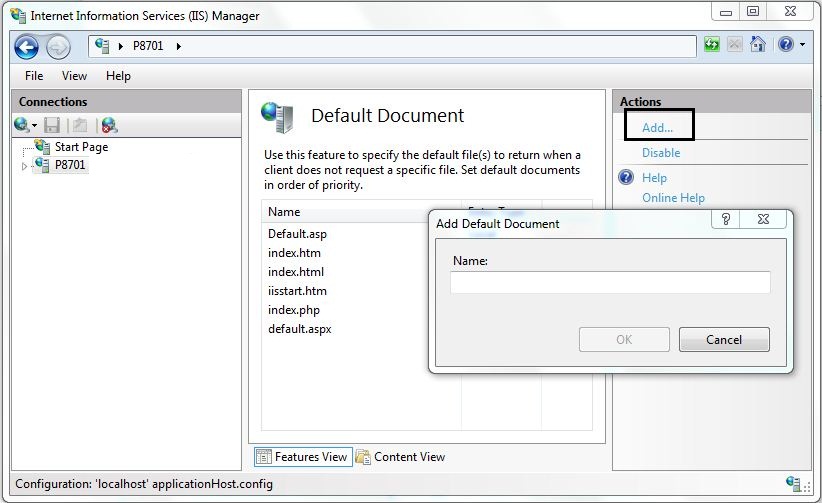 Internet Information Services (IIS) Manager
P8701
File View Help
Connections
Start Page
P8701
Default Document
Use this feature to specify the default file(s) to return when a
client does not request a specific file. Set default documents
in order of priority.
Name
Default.asp
index.htm
index.html
iisstart.htm
index.php
default.aspx
Features View Content View
Actions
Add...
Disable
Help
Online Help
Add Default Document
Name:
OK Cancel
Configuration: 'localhost' applicationHost.config